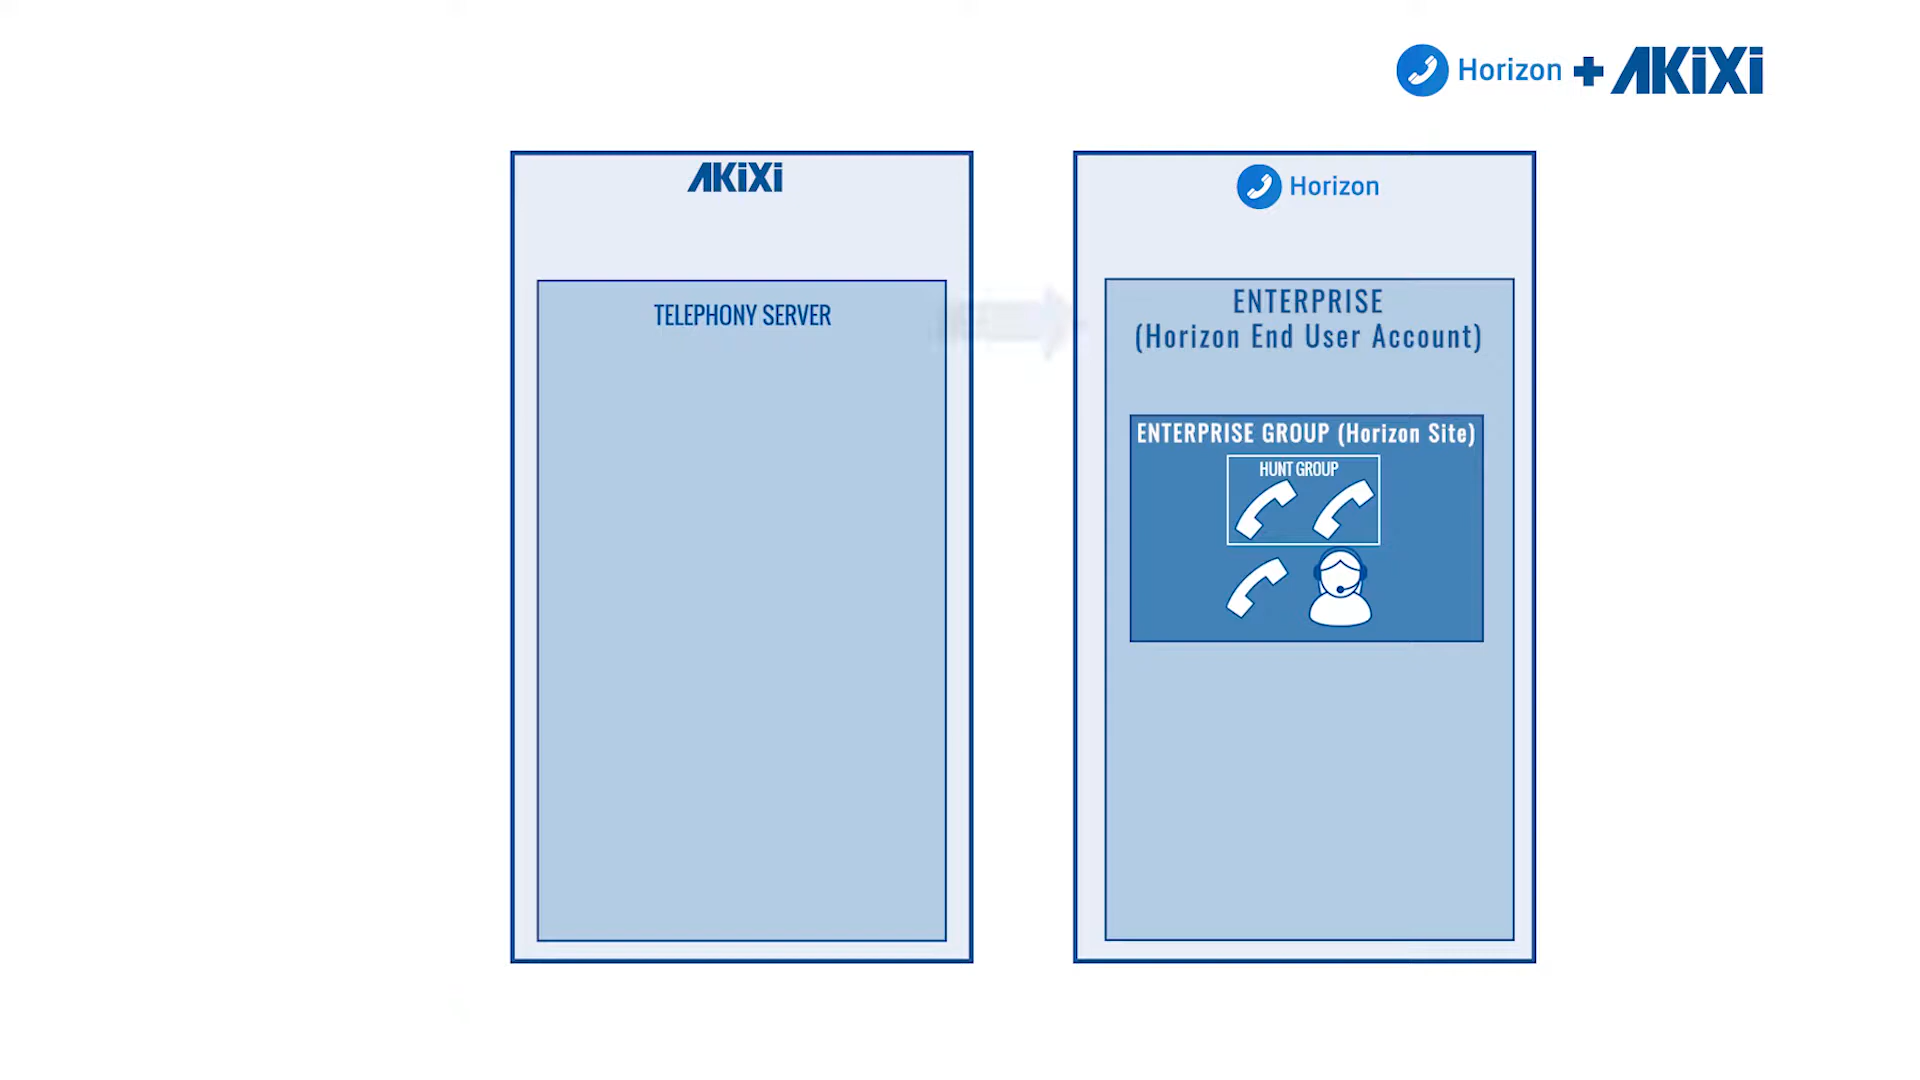 Horizon + AKiXi
AKiXi
TELEPHONY SERVER
Horizon
ENTERPRISE
(Horizon End User Account)
ENTERPRISE GROUP (Horizon Site)
HUNT GROUP